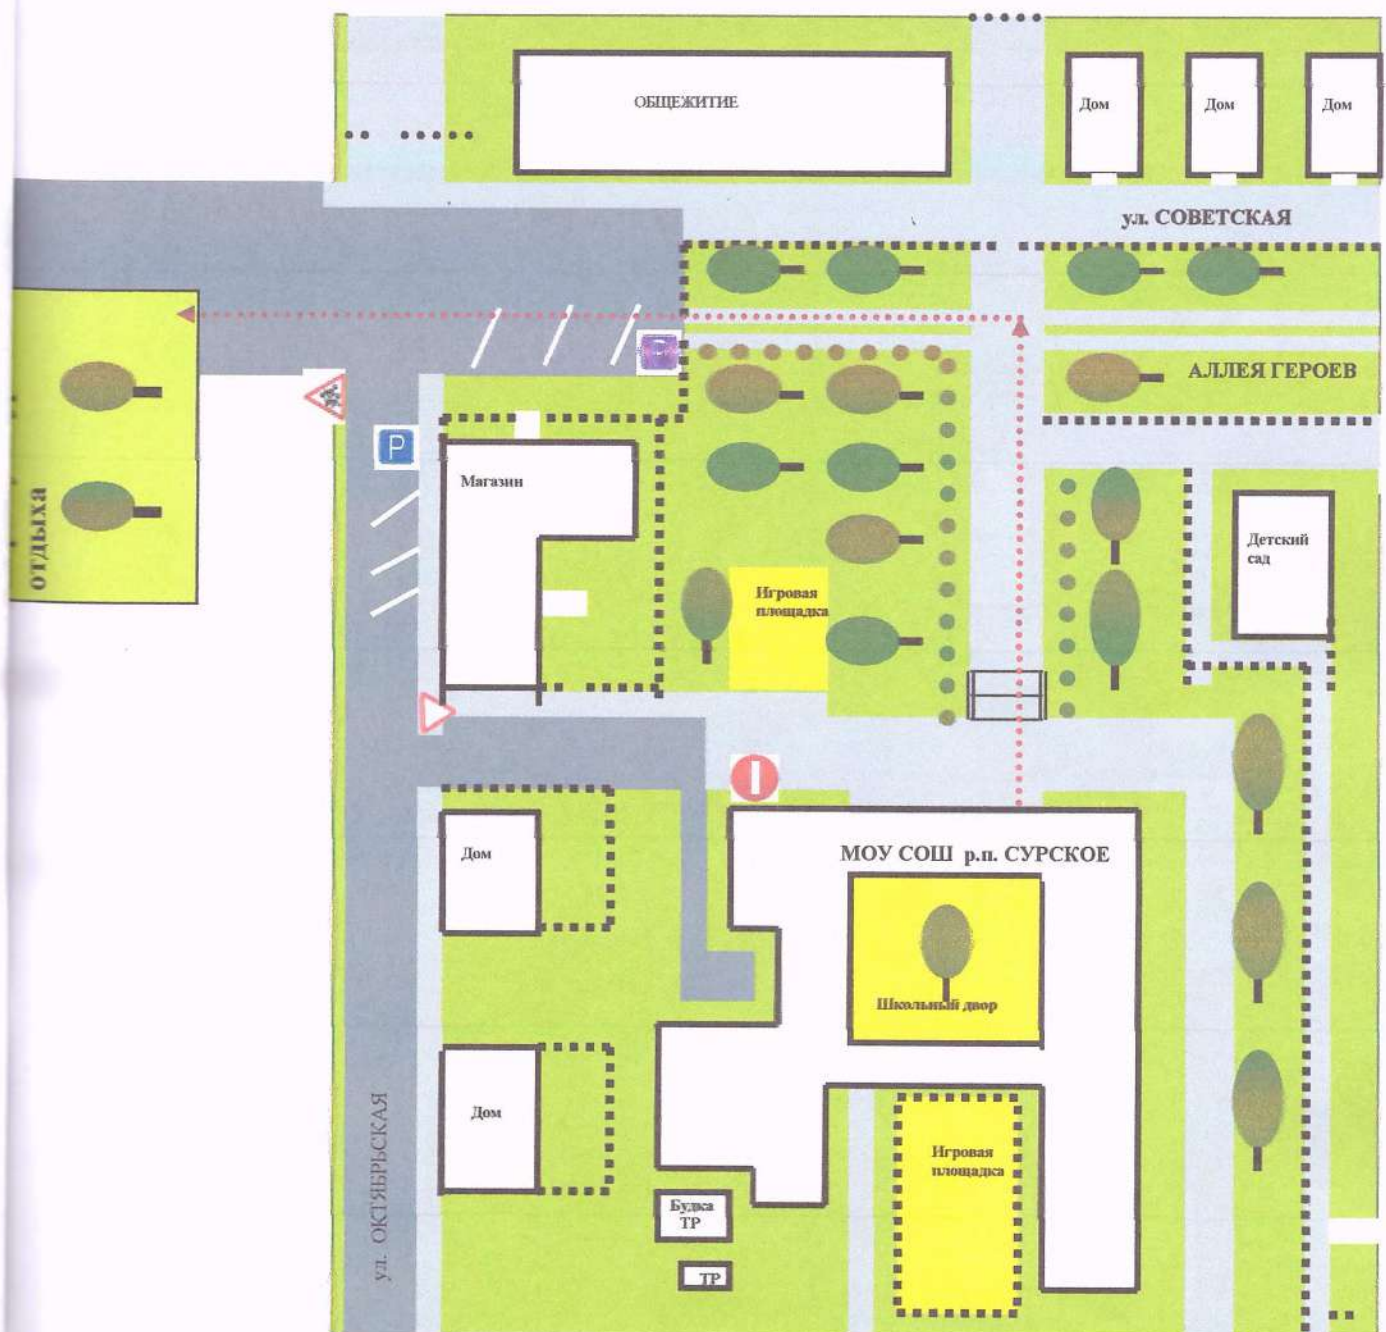 ОБЩЕЖИТИЕ
Дом
Дом
Дом
ул. СОВЕТСКАЯ
АЛЛЕЯ ГЕРОЕВ
P
отдыха
Магазин
Детский
сад
Игровая
площадка
Дом
МОУ СОШ р.п. СУРСКОЕ
Школьный двор
Дом
ул. ОКТЯБРЬСКАЯ
Игровая
площадка
Будка
ТР
ТР